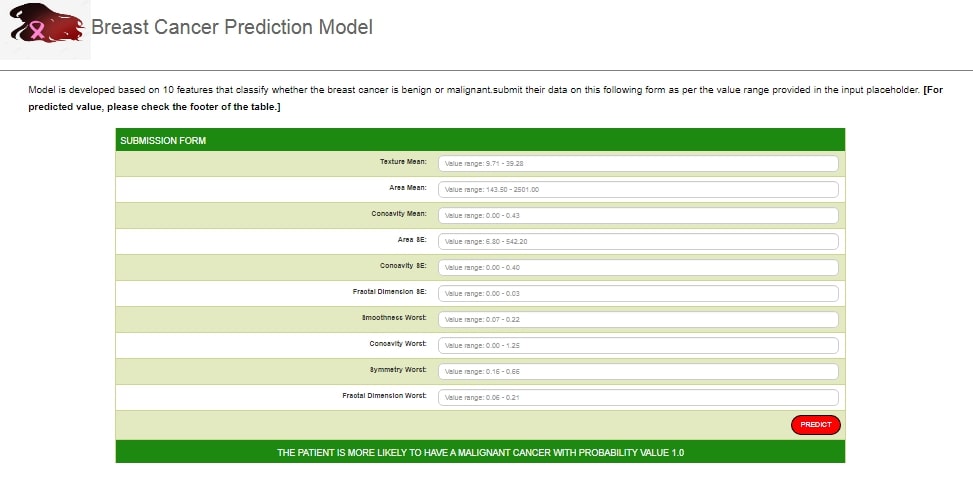 Breast Cancer Prediction Model
Model is developed based on 10 features that classify whether the breast cancer is benign or malignant.submit their data on this following form as per the value range provided in the input placeholder. [For
predicted value, please check the footer of the table.]
SUBMISSION FORM
Texture Mean: Value range: 9.71 - 39.28
Area Mean: Value range: 143.50 - 2501.00
Concavity Mean: Value range: 0.00 - 0.43
Area SE: Value range: 6.80 - 542.20
Concavity SE: Value range: 0.00 - 0.40
Fractal Dimension SE: Value range: 0.00 - 0.03
Smoothness Worst: Value range: 0.07 - 0.22
Concavity Worst: Value range: 0.00 - 1.25
Symmetry Worst: Value range: 0.16 - 0.66
Fractal Dimension Worst: Value range: 0.06 - 0.21
PREDICT
THE PATIENT IS MORE LIKELY TO HAVE A MALIGNANT CANCER WITH PROBABILITY VALUE 1.0